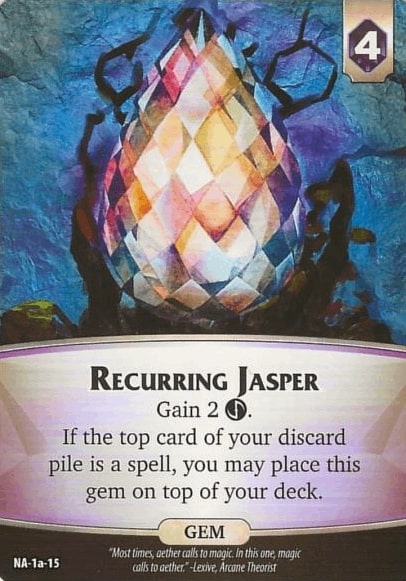 4
RECURRING JASPER
Gain 2 .
If the top card of your discard
pile is a spell, you may place this
gem on top of your deck.
GEM
NA-1a-15
"Most times, aether calls to magic. In this one, magic
calls to aether." -Lexive, Arcane Theorist